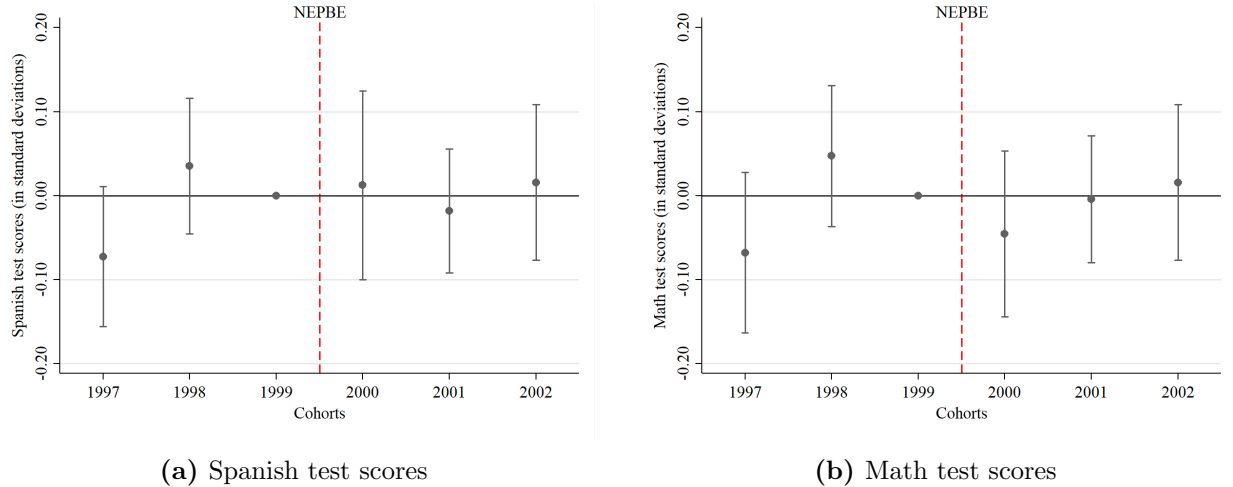 NEPBE
Spanish test scores (in standard deviations)
0.20
0.10
0.00
-0.10
-0.20
1997 1998 1999 2000 2001 2002
Cohorts
(a) Spanish test scores
NEPBE
Math test scores (in standard deviations)
0.20
0.10
0.00
-0.10
-0.20
1997 1998 1999 2000 2001 2002
Cohorts
(b) Math test scores